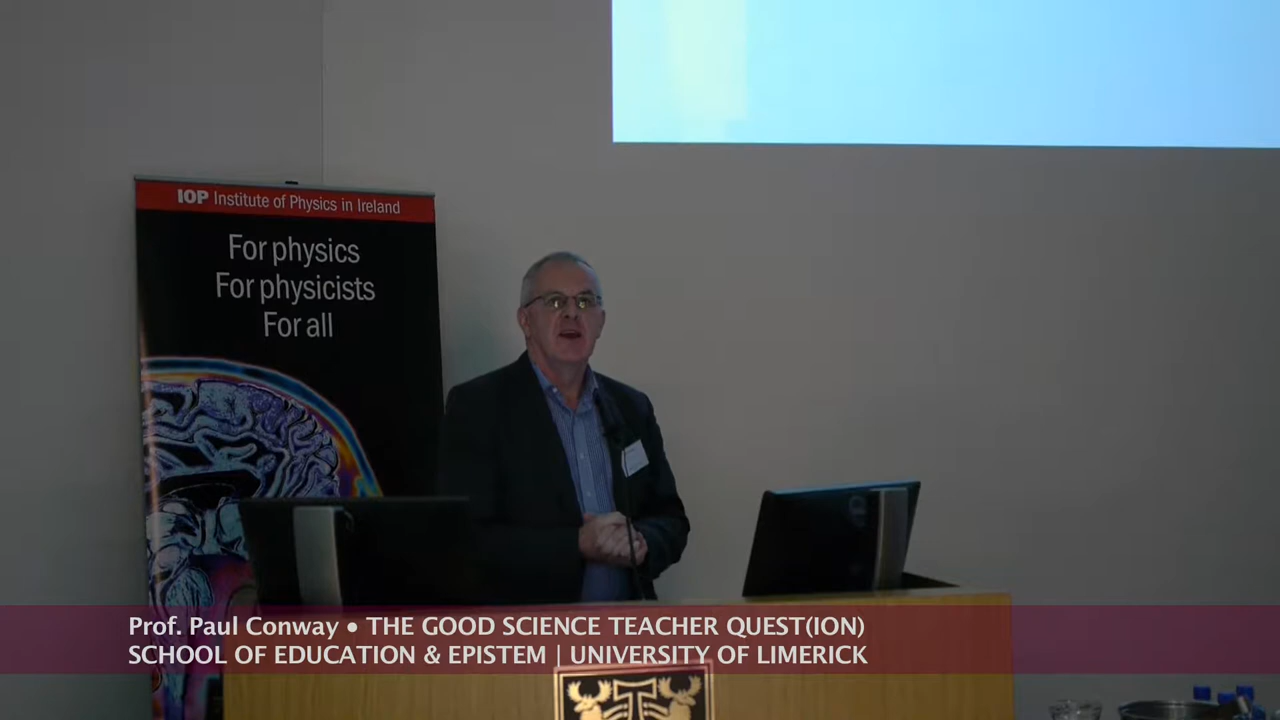 IOP Institute of Physics in Ireland
For physics
For physicists
For all
Prof. Paul Conway • THE GOOD SCIENCE TEACHER QUEST(ION)
SCHOOL OF EDUCATION & EPISTEM | UNIVERSITY OF LIMERICK